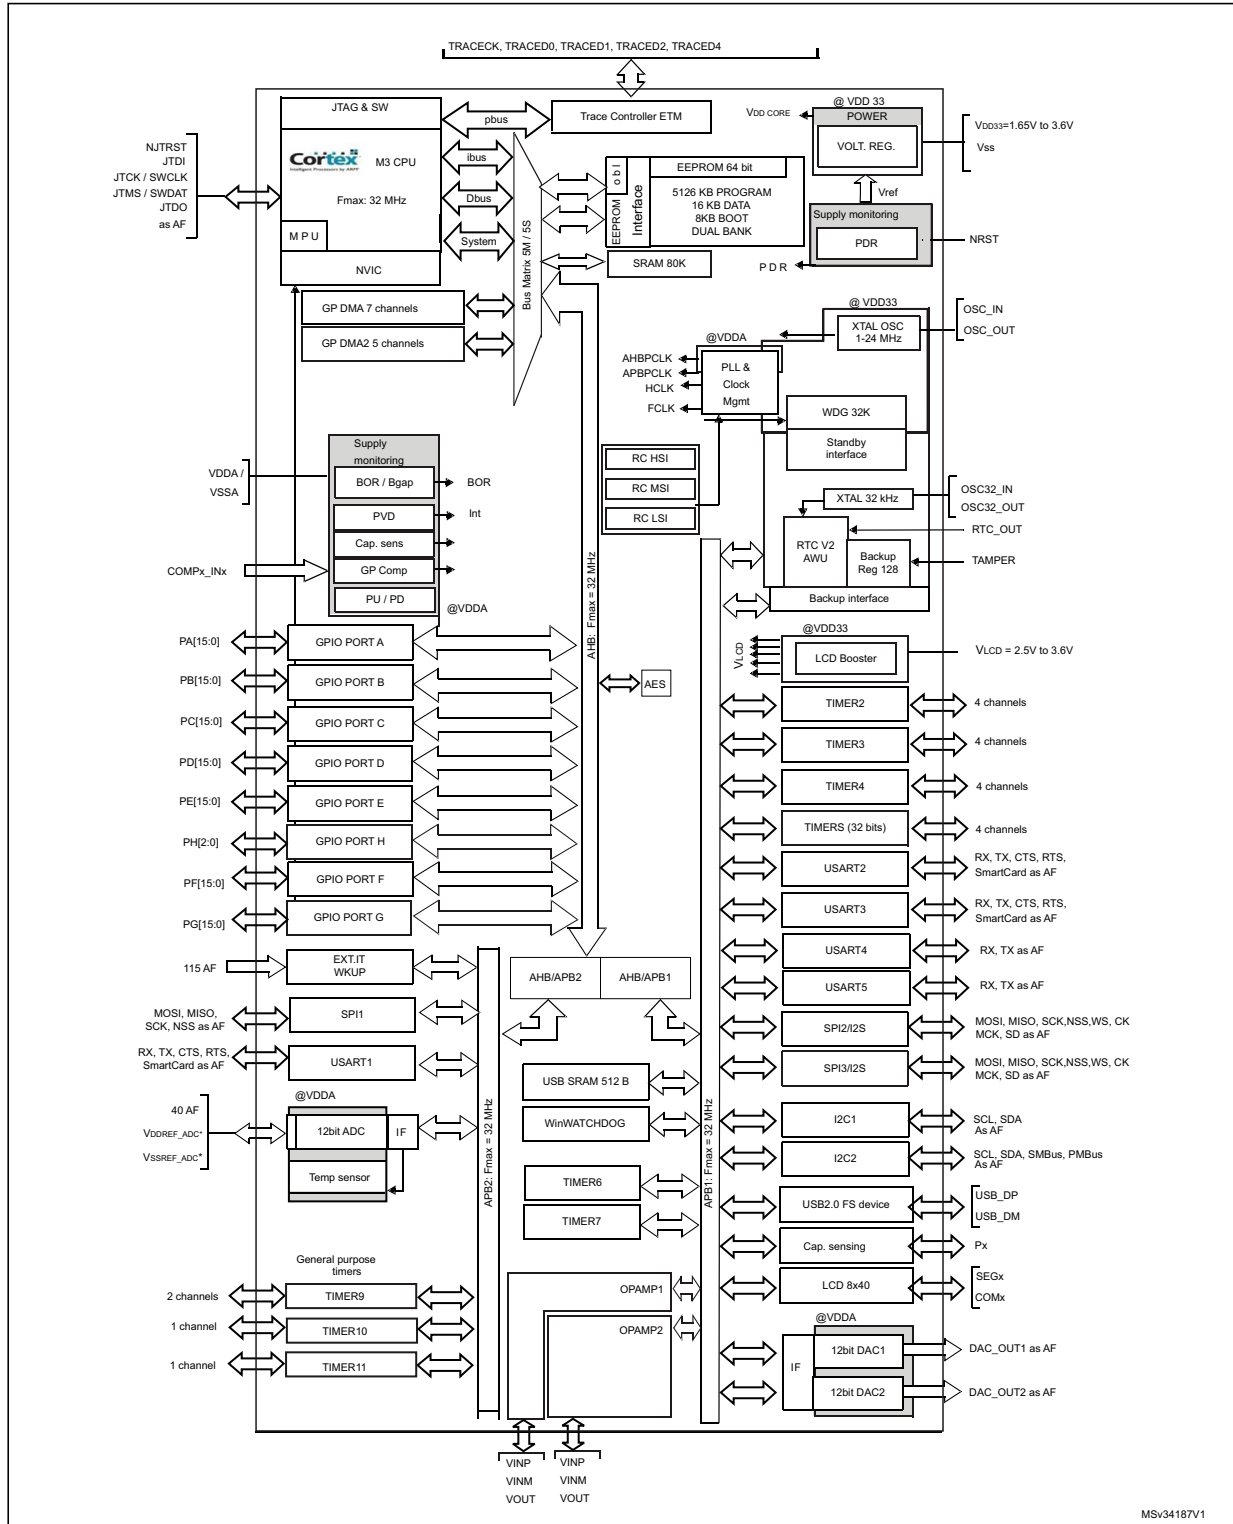 TRACECK, TRACED0, TRACED1, TRACED2, TRACED4
JTAG & SW
pbus
Trace Controller ETM
NJTRST
JTDI
JTCK / SWCLK
JTMS / SWDAT
JTDO
as AF
Cortex
Intelligent Processors by ARM®
M3 CPU
Fmax: 32 MHz
M P U
NVIC
ibus
Dbus
System
Bus Matrix 5M / 5S
EEPROM
Interface
o b l
EEPROM 64 bit
5126 KB PROGRAM
16 KB DATA
8KB BOOT
DUAL BANK
SRAM 80K
@ VDD 33
POWER
VDD CORE
VOLT. REG.
VDD33=1.65V to 3.6V
Vss
Vref
Supply monitoring
PDR
NRST
P D R
GP DMA 7 channels
GP DMA2 5 channels
@ VDD33
XTAL OSC
1-24 MHz
OSC_IN
OSC_OUT
@VDDA
PLL &
Clock
Mgmt
AHBPCLK
APBPCLK
HCLK
FCLK
WDG 32K
Standby
interface
RC HSI
RC MSI
RC LSI
XTAL 32 kHz
OSC32_IN
OSC32_OUT
RTC_OUT
RTC V2
AWU
Backup
Reg 128
TAMPER
Backup interface
Supply
monitoring
VDDA /
VSSA
BOR / Bgap
BOR
PVD
Int
Cap. sens
COMPx_INx
GP Comp
PU / PD
@VDDA
AHB: Fmax = 32 MHz
AES
PA[15:0]
GPIO PORT A
PB[15:0]
GPIO PORT B
PC[15:0]
GPIO PORT C
PD[15:0]
GPIO PORT D
PE[15:0]
GPIO PORT E
PH[2:0]
GPIO PORT H
PF[15:0]
GPIO PORT F
PG[15:0]
GPIO PORT G
@VDD33
VLCD
LCD Booster
VLCD = 2.5V to 3.6V
TIMER2
4 channels
TIMER3
4 channels
TIMER4
4 channels
TIMERS (32 bits)
4 channels
USART2
RX, TX, CTS, RTS,
SmartCard as AF
USART3
RX, TX, CTS, RTS,
SmartCard as AF
USART4
RX, TX as AF
USART5
RX, TX as AF
SPI2/I2S
MOSI, MISO, SCK,NSS,WS, CK
MCK, SD as AF
SPI3/I2S
MOSI, MISO, SCK,NSS,WS, CK
MCK, SD as AF
I2C1
SCL, SDA
As AF
I2C2
SCL, SDA, SMBus, PMBus
As AF
USB2.0 FS device
USB_DP
USB_DM
Cap. sensing
Px
LCD 8x40
SEGx
COMx
@VDDA
IF
12bit DAC1
DAC_OUT1 as AF
12bit DAC2
DAC_OUT2 as AF
115 AF
EXT.IT
WKUP
MOSI, MISO,
SCK, NSS as AF
SPI1
RX, TX, CTS, RTS,
SmartCard as AF
USART1
@VDDA
40 AF
VDDREF_ADC*
VSSREF_ADC*
12bit ADC
IF
Temp sensor
AHB/APB2
AHB/APB1
APB2: Fmax = 32 MHz
APB1: Fmax = 32 MHz
USB SRAM 512 B
WinWATCHDOG
TIMER6
TIMER7
General purpose
timers
2 channels
TIMER9
1 channel
TIMER10
1 channel
TIMER11
OPAMP1
OPAMP2
VINP
VINM
VOUT
VINP
VINM
VOUT
MSv34187V1